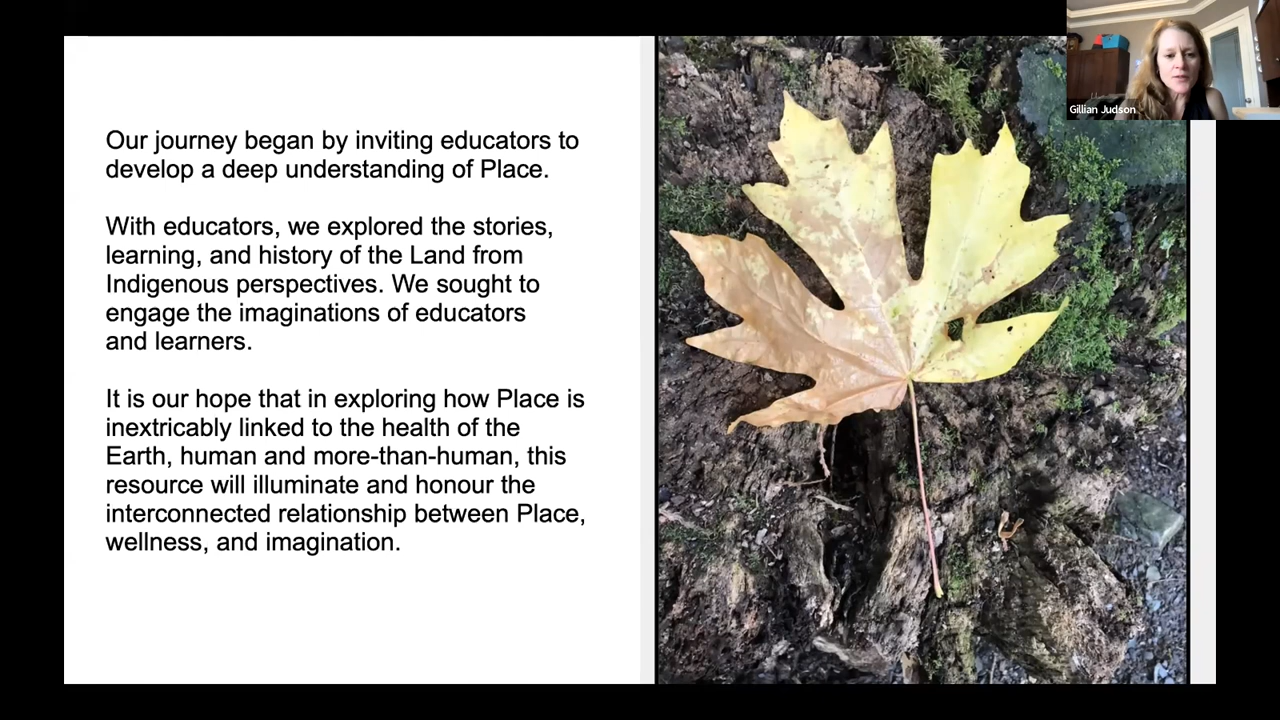 Gillian Judson
Our journey began by inviting educators to
develop a deep understanding of Place.
With educators, we explored the stories,
learning, and history of the Land from
Indigenous perspectives. We sought to
engage the imaginations of educators
and learners.
It is our hope that in exploring how Place is
inextricably linked to the health of the
Earth, human and more-than-human, this
resource will illuminate and honour the
interconnected relationship between Place,
wellness, and imagination.